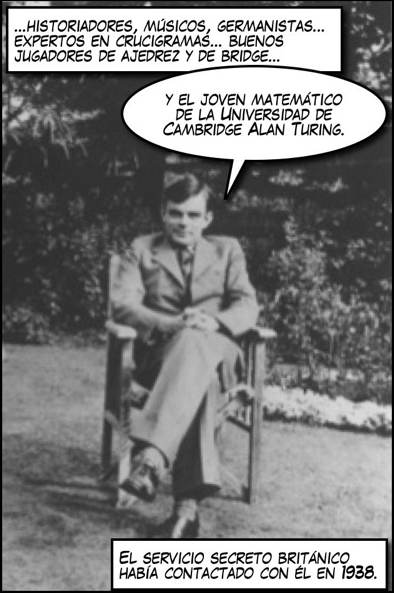 ...HISTORIADORES, MÚSICOS, GERMANISTAS...
EXPERTOS EN CRUCIGRAMAS... BUENOS
JUGADORES DE AJEDREZ Y DE BRIDGE...
Y EL JOVEN MATEMÁTICO
DE LA UNIVERSIDAD DE
CAMBRIDGE ALAN TURING.
EL SERVICIO SECRETO BRITÁNICO
HABÍA CONTACTADO CON ÉL EN 1938.